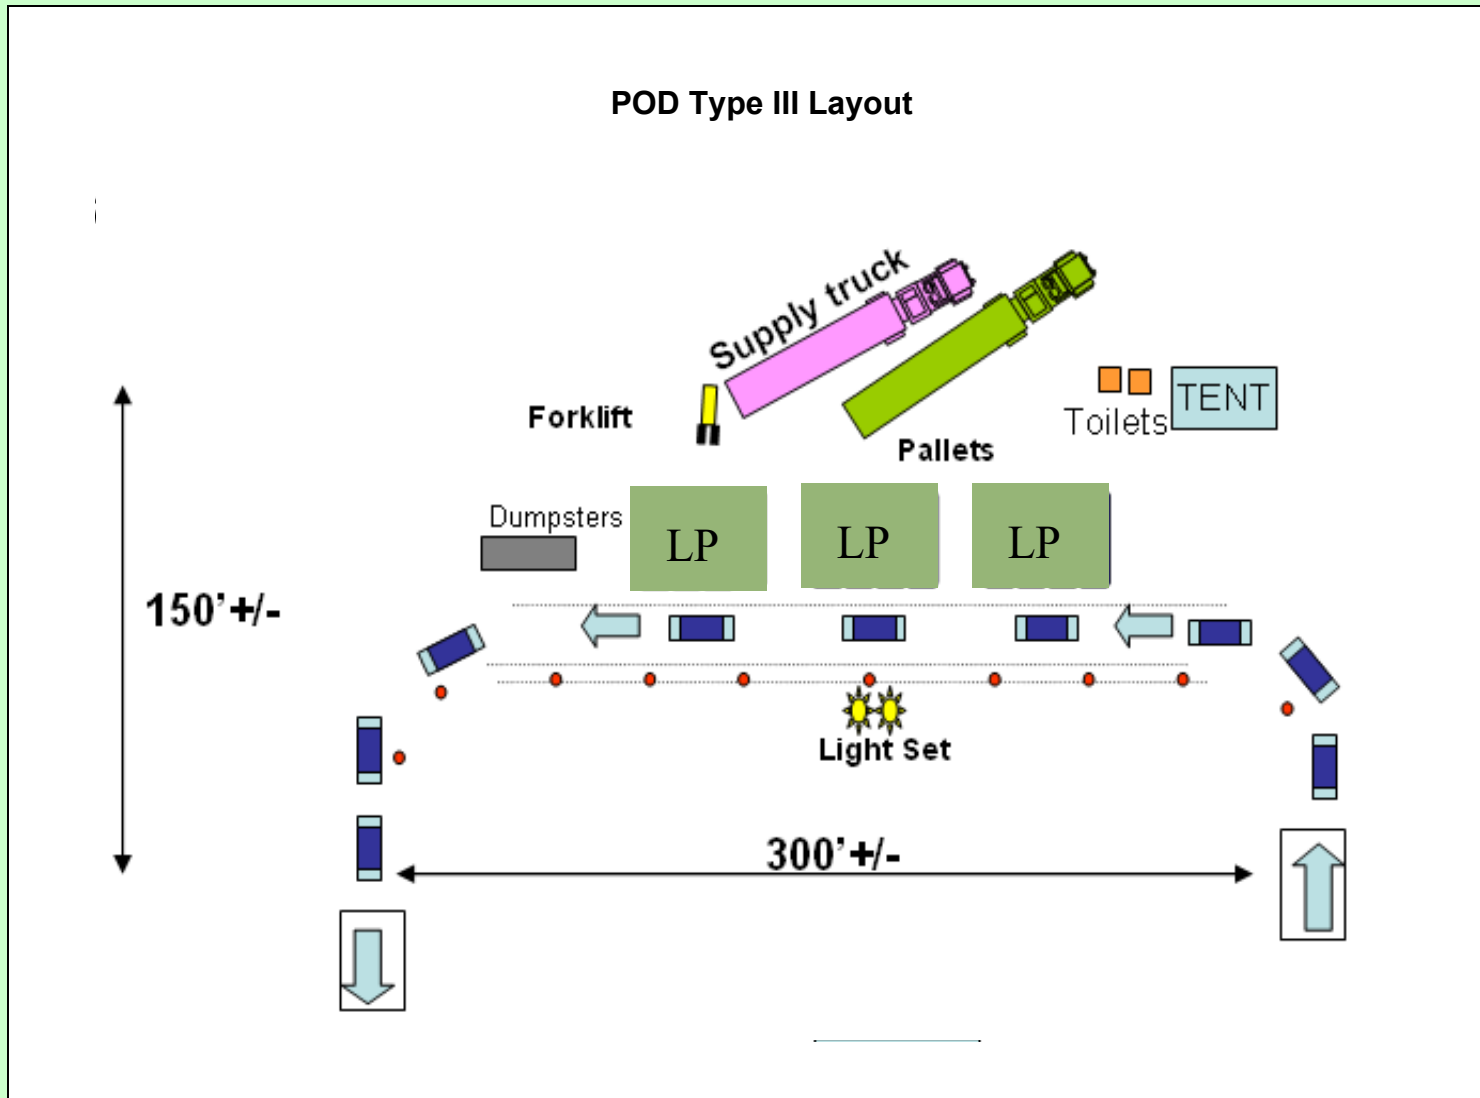 POD Type III Layout
Supply truck
Forklift
Pallets
Toilets
TENT
Dumpsters
LP
LP
LP
150'+/-
Light Set
300'+/-